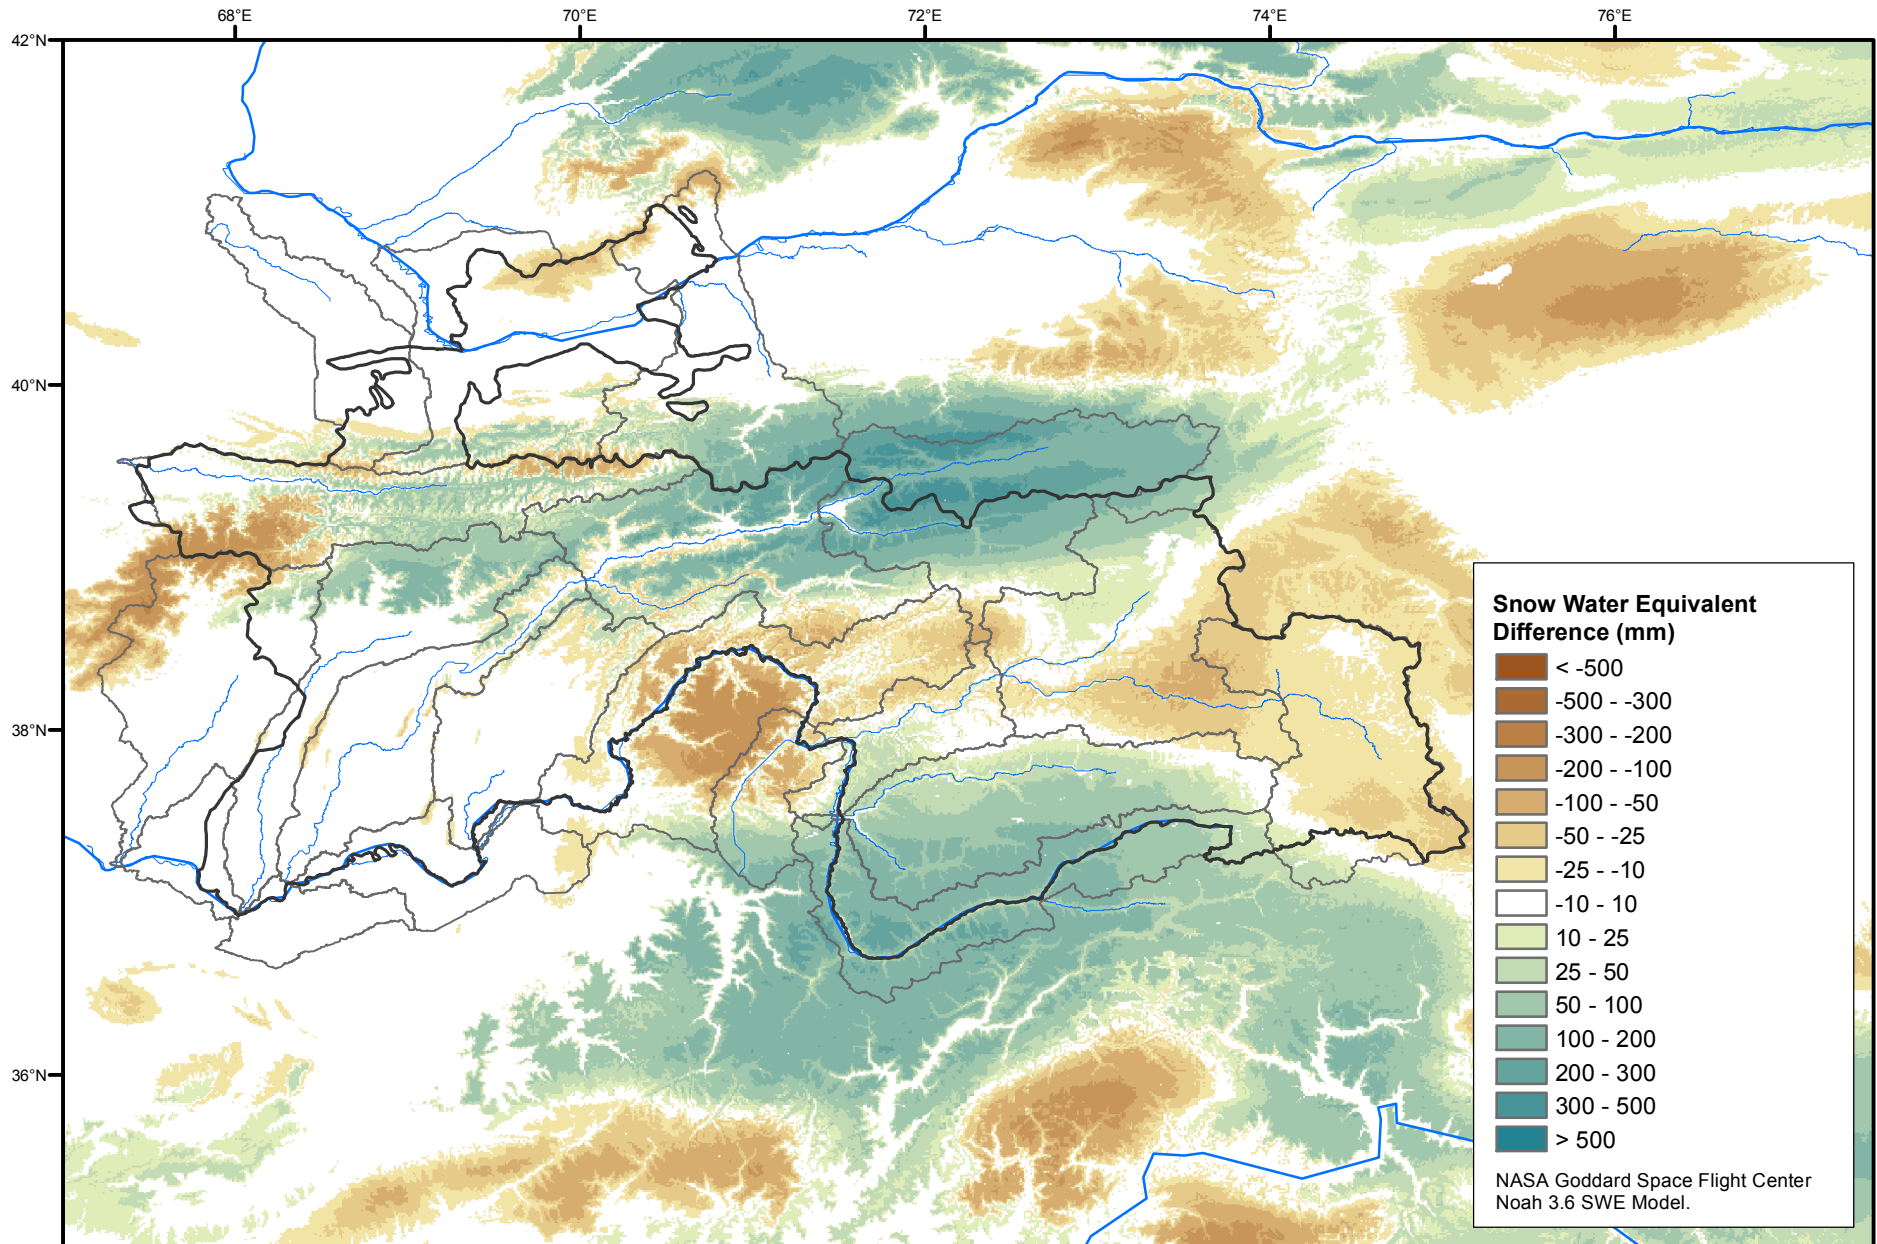 68°E
70°E
72°E
74°E
76°E
42°N
40°N
38°N
36°N
Snow Water Equivalent
Difference (mm)
< -500
-500 - -300
-300 - -200
-200 - -100
-100 - -50
-50 - -25
-25 - -10
-10 - 10
10 - 25
25 - 50
50 - 100
100 - 200
200 - 300
300 - 500
> 500
NASA Goddard Space Flight Center
Noah 3.6 SWE Model.